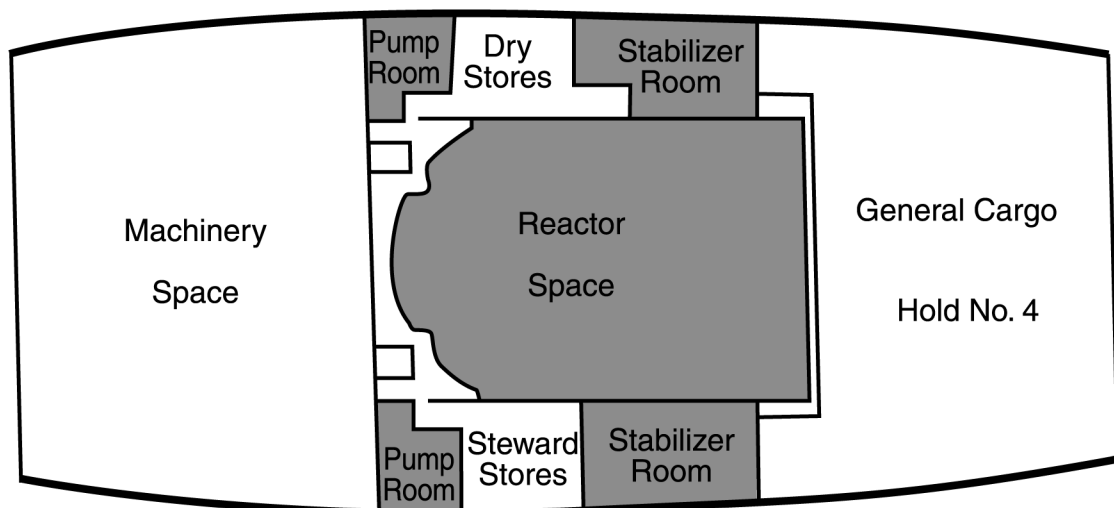 Pump
Room
Dry
Stores
Stabilizer
Room
Machinery
Space
Reactor
Space
General Cargo
Hold No. 4
Pump
Room
Steward
Stores
Stabilizer
Room